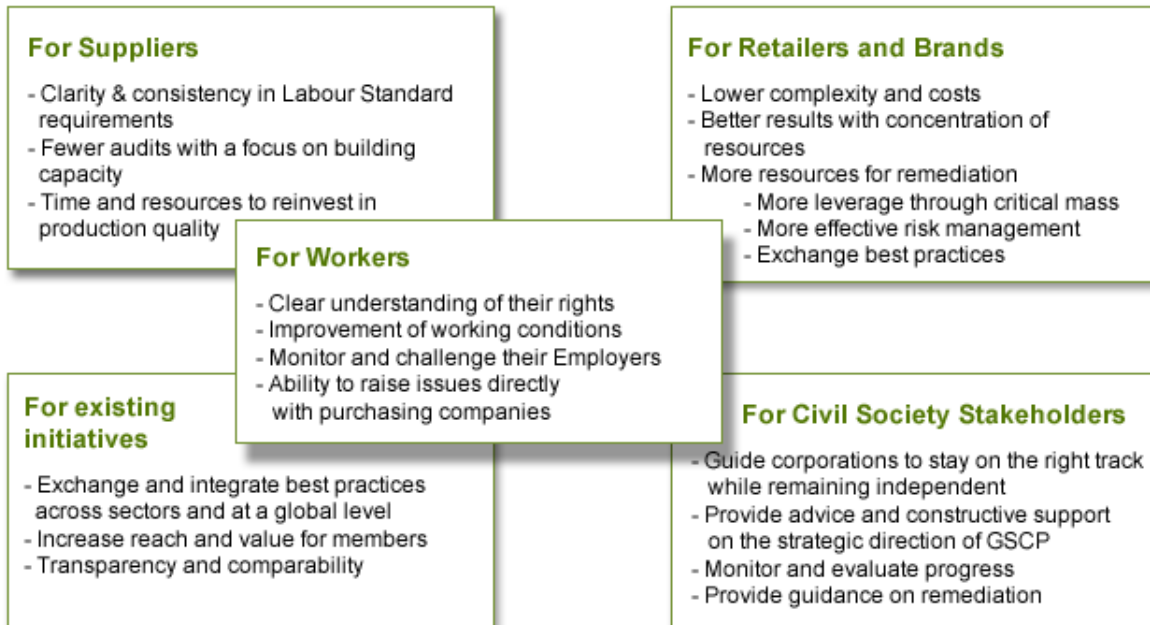 For Suppliers
- Clarity & consistency in Labour Standard
requirements
- Fewer audits with a focus on building
capacity
- Time and resources to reinvest in
production quality
For Retailers and Brands
- Lower complexity and costs
- Better results with concentration of
resources
- More resources for remediation
- More leverage through critical mass
- More effective risk management
- Exchange best practices
For Workers
- Clear understanding of their rights
- Improvement of working conditions
- Monitor and challenge their Employers
- Ability to raise issues directly
with purchasing companies
For existing
initiatives
- Exchange and integrate best practices
across sectors and at a global level
- Increase reach and value for members
- Transparency and comparability
For Civil Society Stakeholders
- Guide corporations to stay on the right track
while remaining independent
- Provide advice and constructive support
on the strategic direction of GSCP
- Monitor and evaluate progress
- Provide guidance on remediation